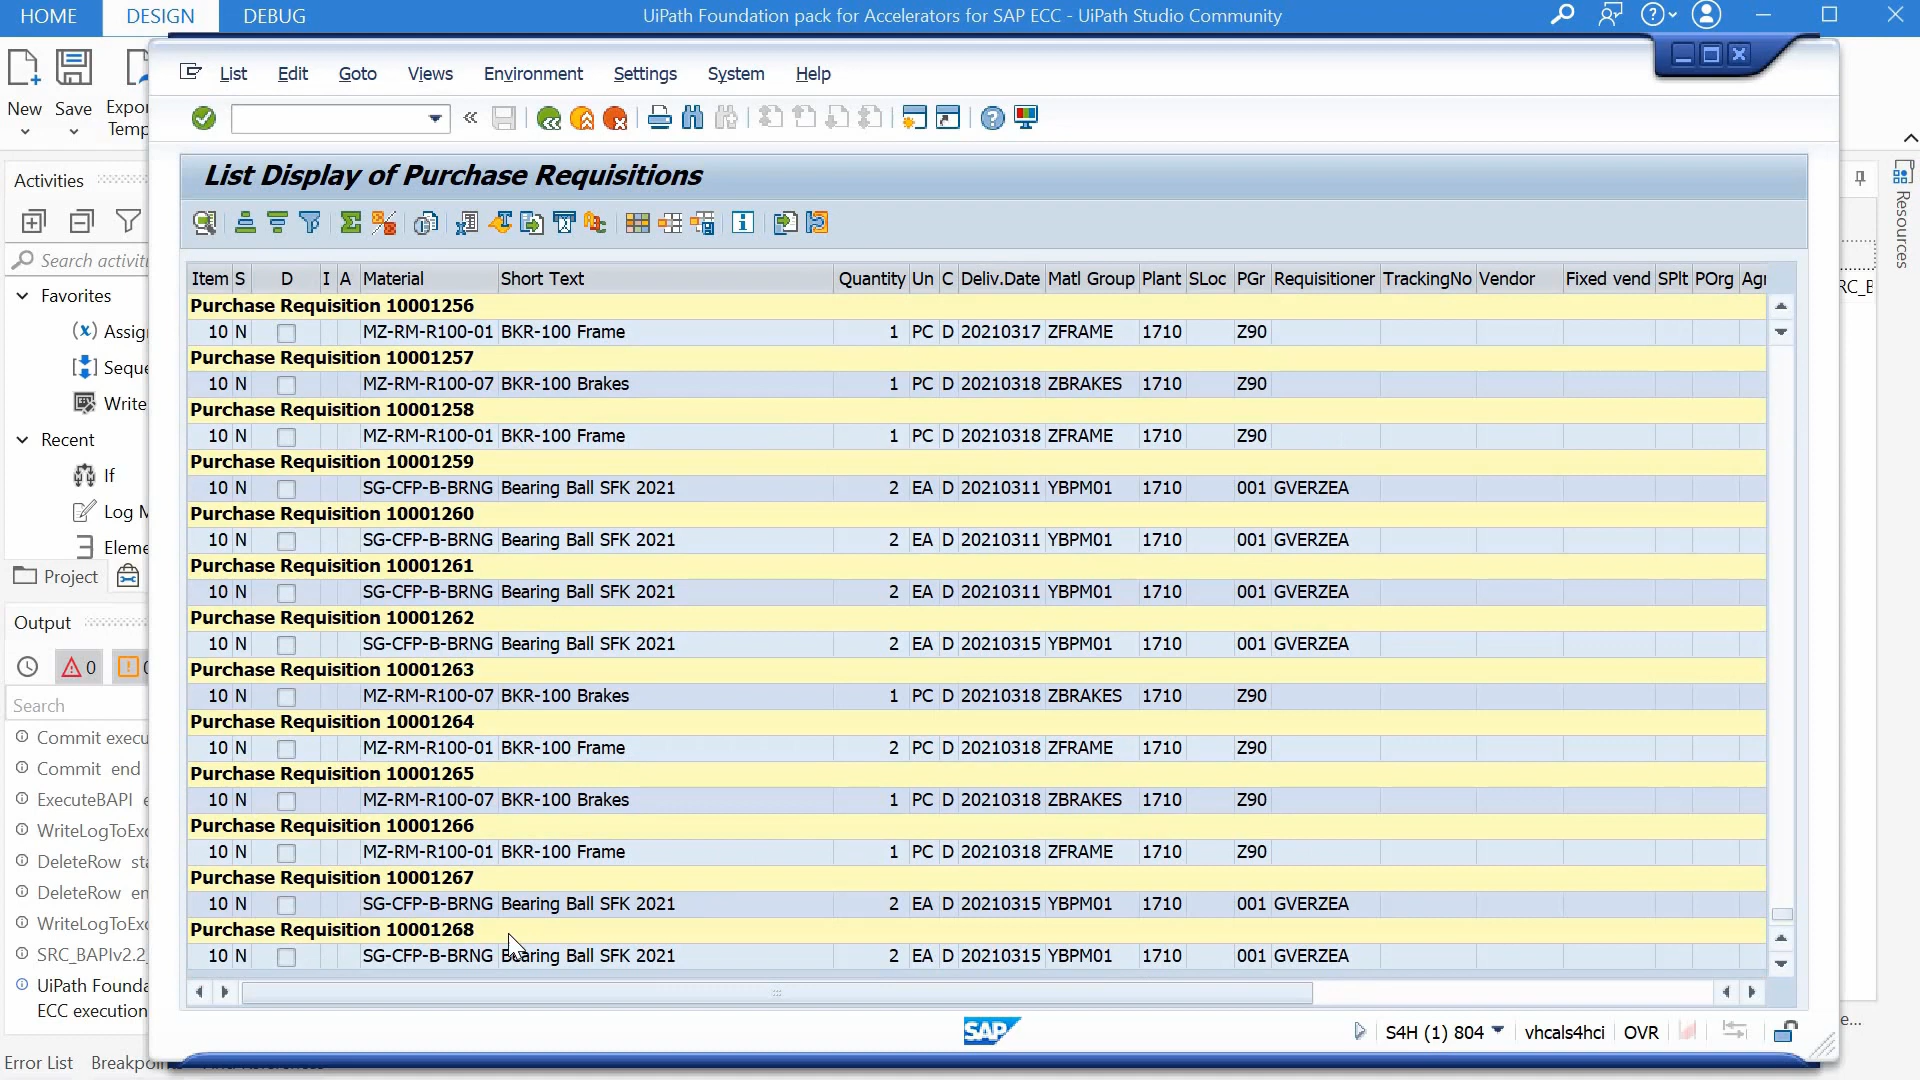 HOME
DESIGN
DEBUG
UiPath Foundation pack for Accelerators for SAP ECC - UiPath Studio Community
New
Save
Expor
Temp
List
Edit
Goto
Views
Environment
Settings
System
Help
List Display of Purchase Requisitions
Activities
Search activiti
Favorites
Assig
Seque
Write
Recent
If
Log M
Eleme
Project
Output
0
Search
Commit execu
Commit end
ExecuteBAPI e
WriteLogToExc
DeleteRow sta
DeleteRow en
WriteLogToExc
SRC_BAPIv2.2_
UiPath Founda
ECC execution
Error List
Item S D I A Material Short Text Quantity Un C Deliv.Date Matl Group Plant SLoc PGr Requisitioner TrackingNo Vendor Fixed vend SPlt POrg Agr
Purchase Requisition 10001256
10 N MZ-RM-R100-01 BKR-100 Frame 1 PC D 20210317 ZFRAME 1710 Z90
Purchase Requisition 10001257
10 N MZ-RM-R100-07 BKR-100 Brakes 1 PC D 20210318 ZBRAKES 1710 Z90
Purchase Requisition 10001258
10 N MZ-RM-R100-01 BKR-100 Frame 1 PC D 20210318 ZFRAME 1710 Z90
Purchase Requisition 10001259
10 N SG-CFP-B-BRNG Bearing Ball SFK 2021 2 EA D 20210311 YBPM01 1710 001 GVERZEA
Purchase Requisition 10001260
10 N SG-CFP-B-BRNG Bearing Ball SFK 2021 2 EA D 20210311 YBPM01 1710 001 GVERZEA
Purchase Requisition 10001261
10 N SG-CFP-B-BRNG Bearing Ball SFK 2021 2 EA D 20210311 YBPM01 1710 001 GVERZEA
Purchase Requisition 10001262
10 N SG-CFP-B-BRNG Bearing Ball SFK 2021 2 EA D 20210315 YBPM01 1710 001 GVERZEA
Purchase Requisition 10001263
10 N MZ-RM-R100-07 BKR-100 Brakes 1 PC D 20210318 ZBRAKES 1710 Z90
Purchase Requisition 10001264
10 N MZ-RM-R100-01 BKR-100 Frame 2 PC D 20210318 ZFRAME 1710 Z90
Purchase Requisition 10001265
10 N MZ-RM-R100-07 BKR-100 Brakes 1 PC D 20210318 ZBRAKES 1710 Z90
Purchase Requisition 10001266
10 N MZ-RM-R100-01 BKR-100 Frame 1 PC D 20210318 ZFRAME 1710 Z90
Purchase Requisition 10001267
10 N SG-CFP-B-BRNG Bearing Ball SFK 2021 2 EA D 20210315 YBPM01 1710 001 GVERZEA
Purchase Requisition 10001268
10 N SG-CFP-B-BRNG Bearing Ball SFK 2021 2 EA D 20210315 YBPM01 1710 001 GVERZEA
SAP
S4H (1) 804
vhcals4hci
OVR
Resources
RC_B
e...